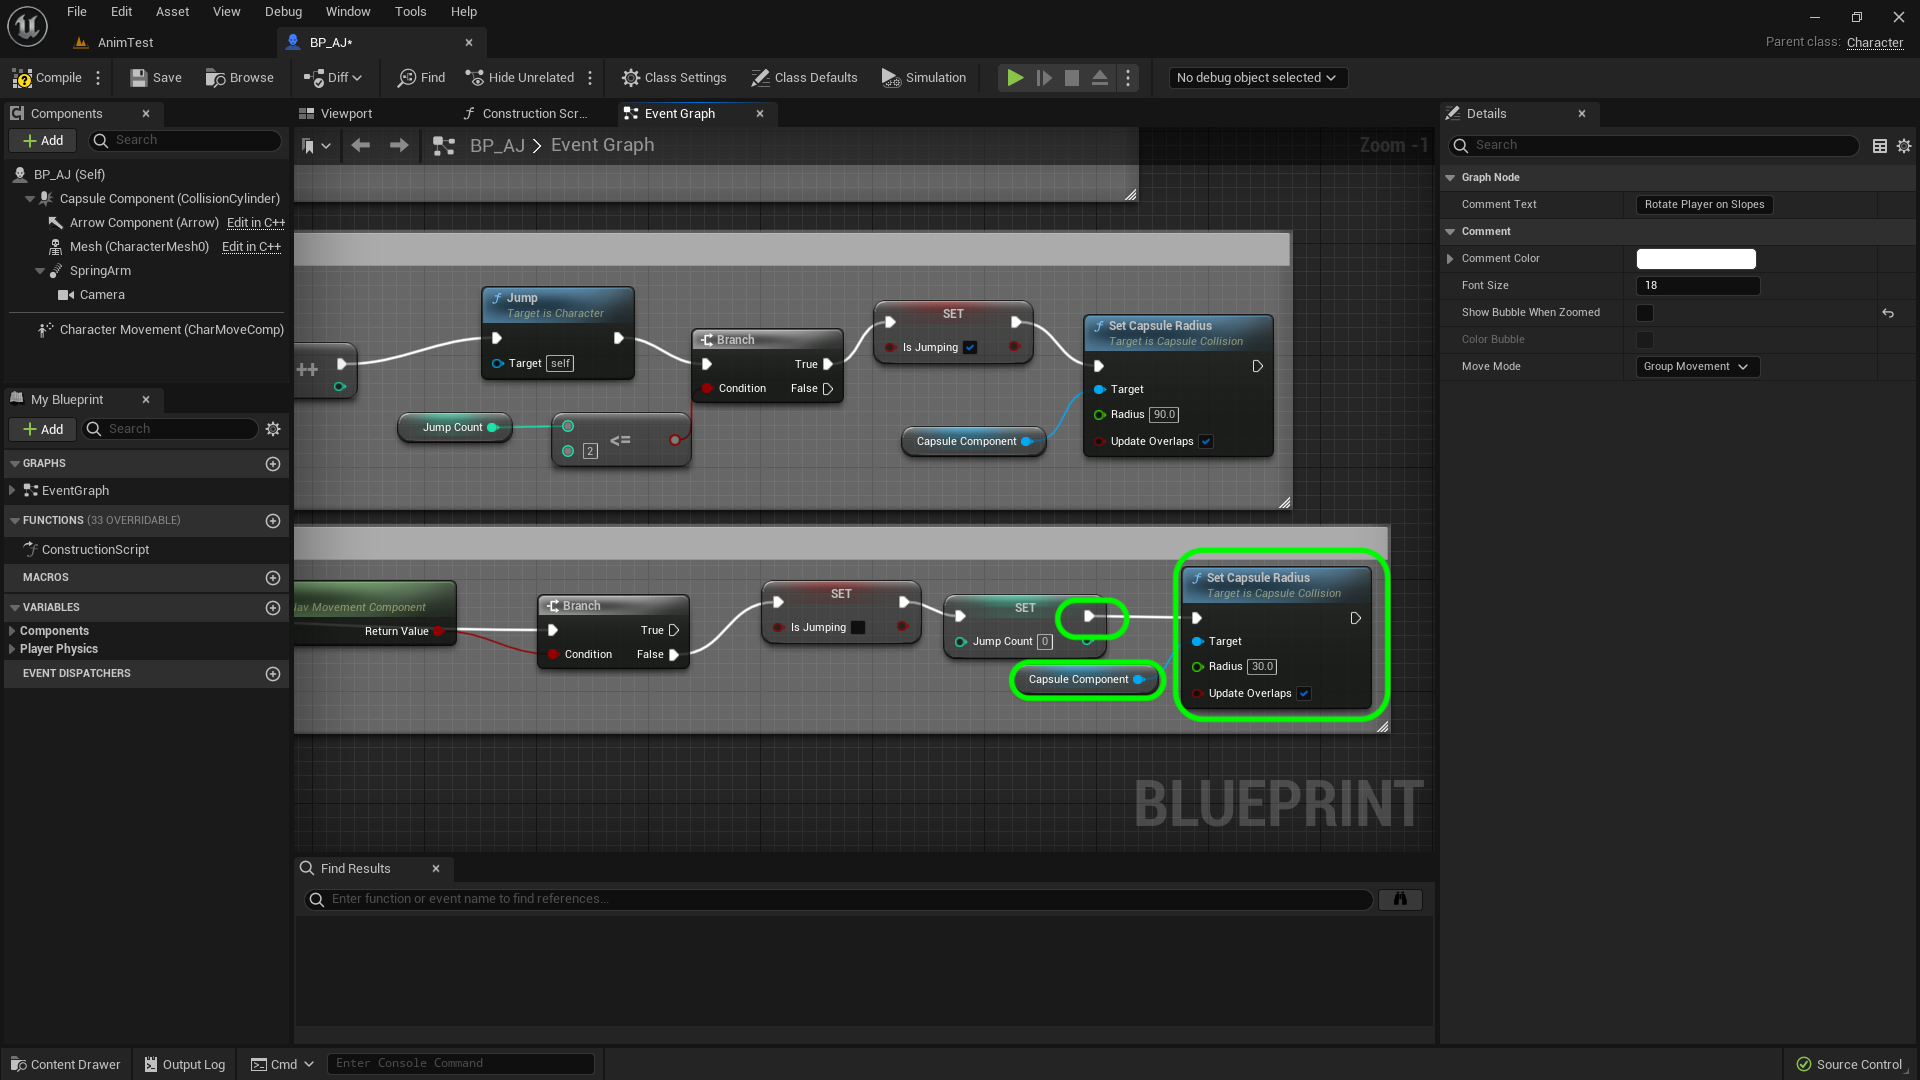 File Edit View Asset Graph Debug Window Tools Help
AnimTest
BP_AJ*
Parent class: Character
Compile
Save
Browse
Diff
Find
Hide Unrelated
Class Settings
Class Defaults
Simulation
No debug object selected
Components
Add
Search
BP_AJ (Self)
Capsule Component (CollisionCylinder)
Arrow Component (Arrow) Edit in C++
Mesh (CharacterMesh0) Edit in C++
SpringArm
Camera
Character Movement (CharMoveComp)
My Blueprint
Add
Search
GRAPHS
EventGraph
FUNCTIONS (33 OVERRIDABLE)
ConstructionScript
MACROS
VARIABLES
Components
Player Physics
EVENT DISPATCHERS
Viewport
Construction Scr...
Event Graph
BP_AJ > Event Graph
Zoom -1
++
Jump
Target is Character
Target self
Jump Count
2
<=
Branch
True
Condition
False
SET
Is Jumping
Capsule Component
Set Capsule Radius
Target is Capsule Collision
Target
Radius 90.0
Update Overlaps
lav Movement Component
Return Value
Branch
True
Condition
False
SET
Is Jumping
SET
Jump Count 0
Capsule Component
Set Capsule Radius
Target is Capsule Collision
Target
Radius 30.0
Update Overlaps
BLUEPRINT
Find Results
Enter function or event name to find references...
Details
Search
Graph Node
Comment Text Rotate Player on Slopes
Comment
Comment Color
Font Size 18
Show Bubble When Zoomed
Color Bubble
Move Mode Group Movement
Content Drawer
Output Log
Cmd
Enter Console Command
Source Control